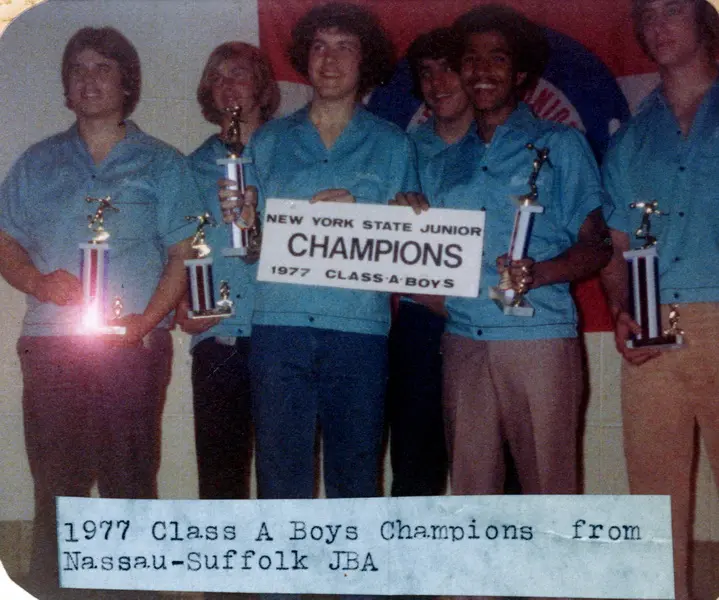 NEW YORK STATE JUNIOR
CHAMPIONS
1977 CLASS-A-BOYS
1977 Class A Boys Champions from
Nassau-Suffolk JBA